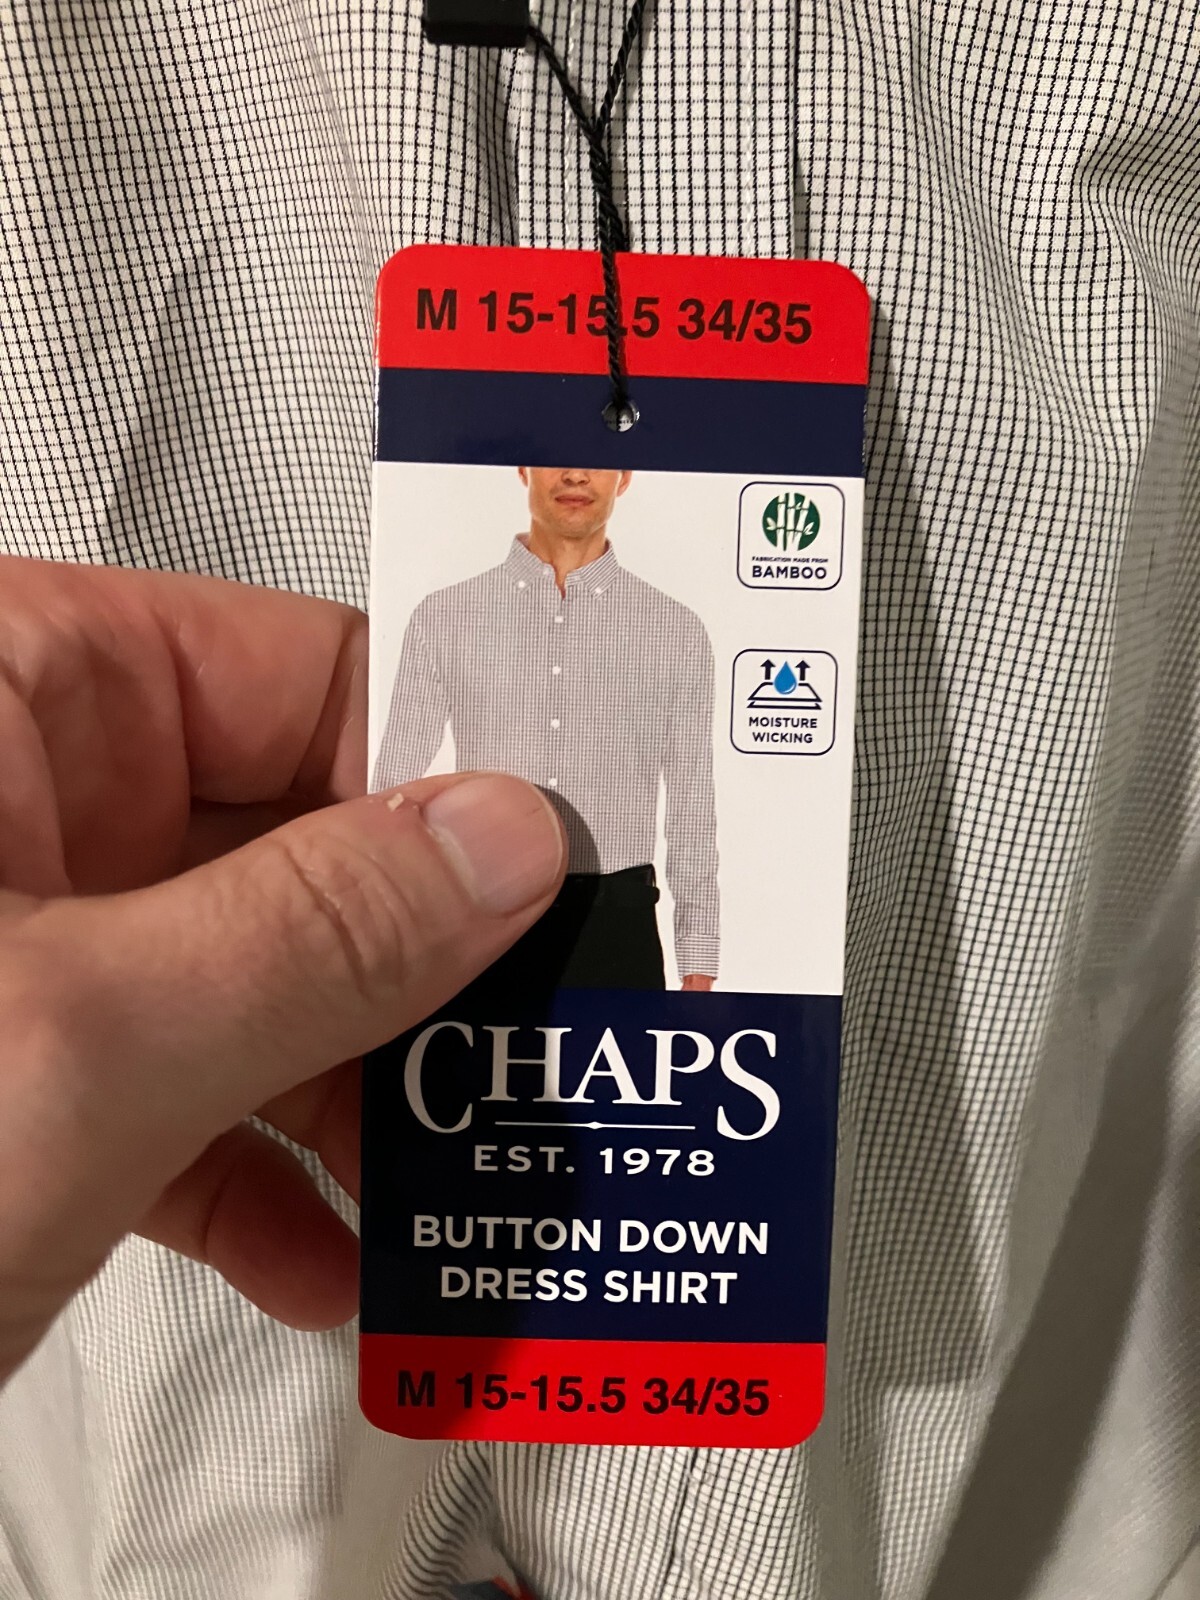 M 15-15.5 34/35
FABRICATION MADE FROM
BAMBOO
MOISTURE
WICKING
CHAPS
EST. 1978
BUTTON DOWN
DRESS SHIRT
M 15-15.5 34/35